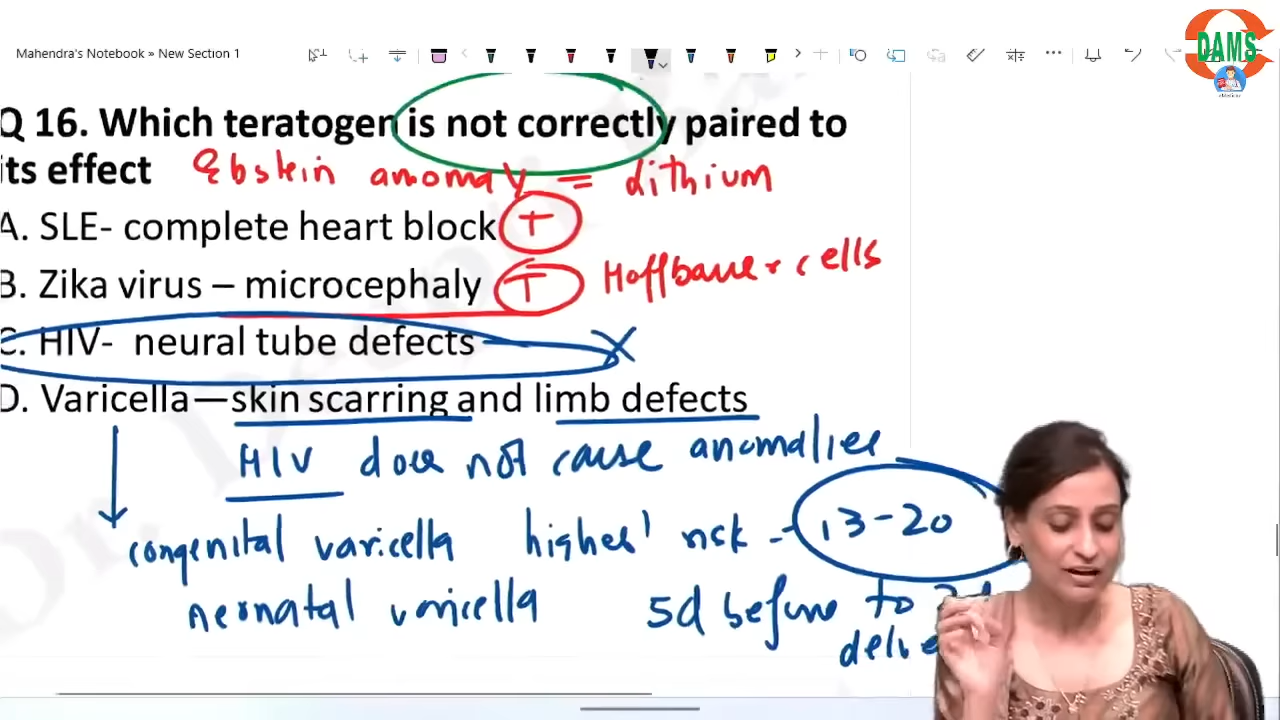 Mahendra's Notebook » New Section 1
DAMS
Q 16. Which teratogen is not correctly paired to
its effect
Ebstein anomay = lithium
A. SLE- complete heart block T
B. Zika virus – microcephaly T Hoffbauer cells
C. HIV- neural tube defects X
D. Varicella—skin scarring and limb defects
HIV does not cause anomalies
congenital varicella highest risk - 13-20
neonatal varicella 5d before to